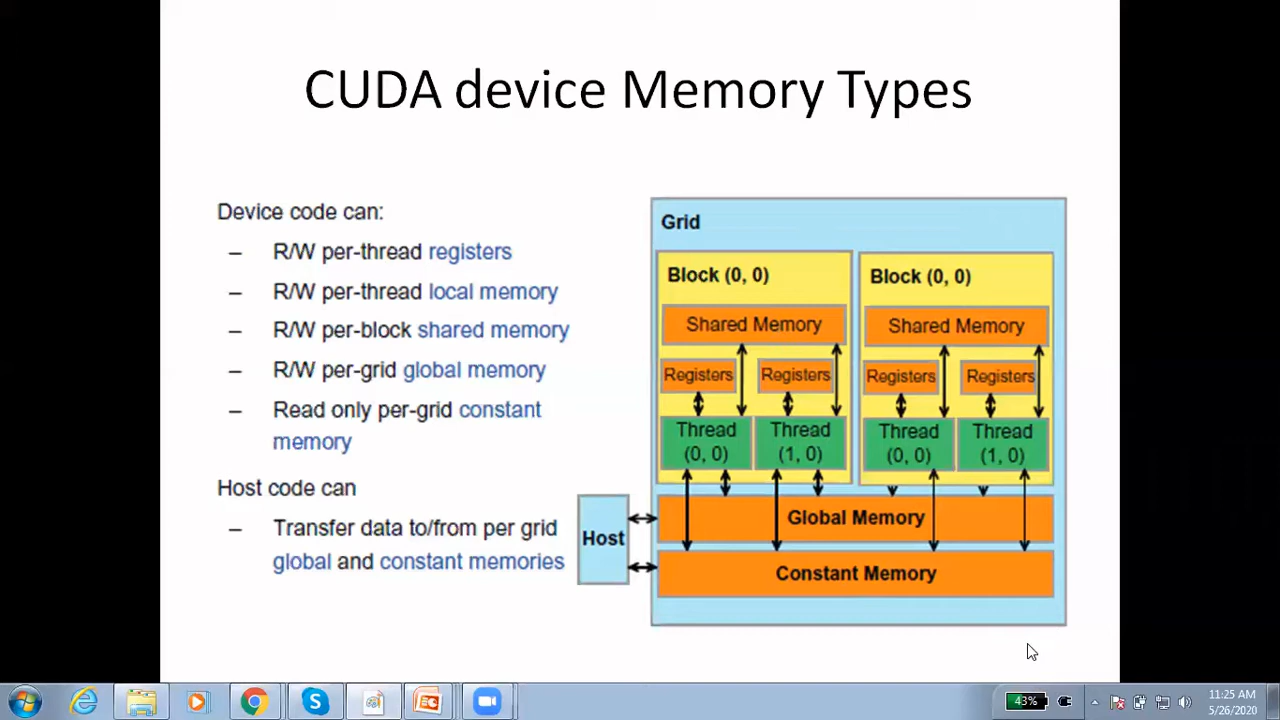 CUDA device Memory Types
Device code can:
– R/W per-thread registers
– R/W per-thread local memory
– R/W per-block shared memory
– R/W per-grid global memory
– Read only per-grid constant
memory
Host code can
– Transfer data to/from per grid
global and constant memories
Grid
Block (0, 0)
Block (0, 0)
Shared Memory
Shared Memory
Registers
Registers
Registers
Registers
Thread
(0, 0)
Thread
(1, 0)
Thread
(0, 0)
Thread
(1, 0)
Host
Global Memory
Constant Memory
43%
11:25 AM
5/26/2020